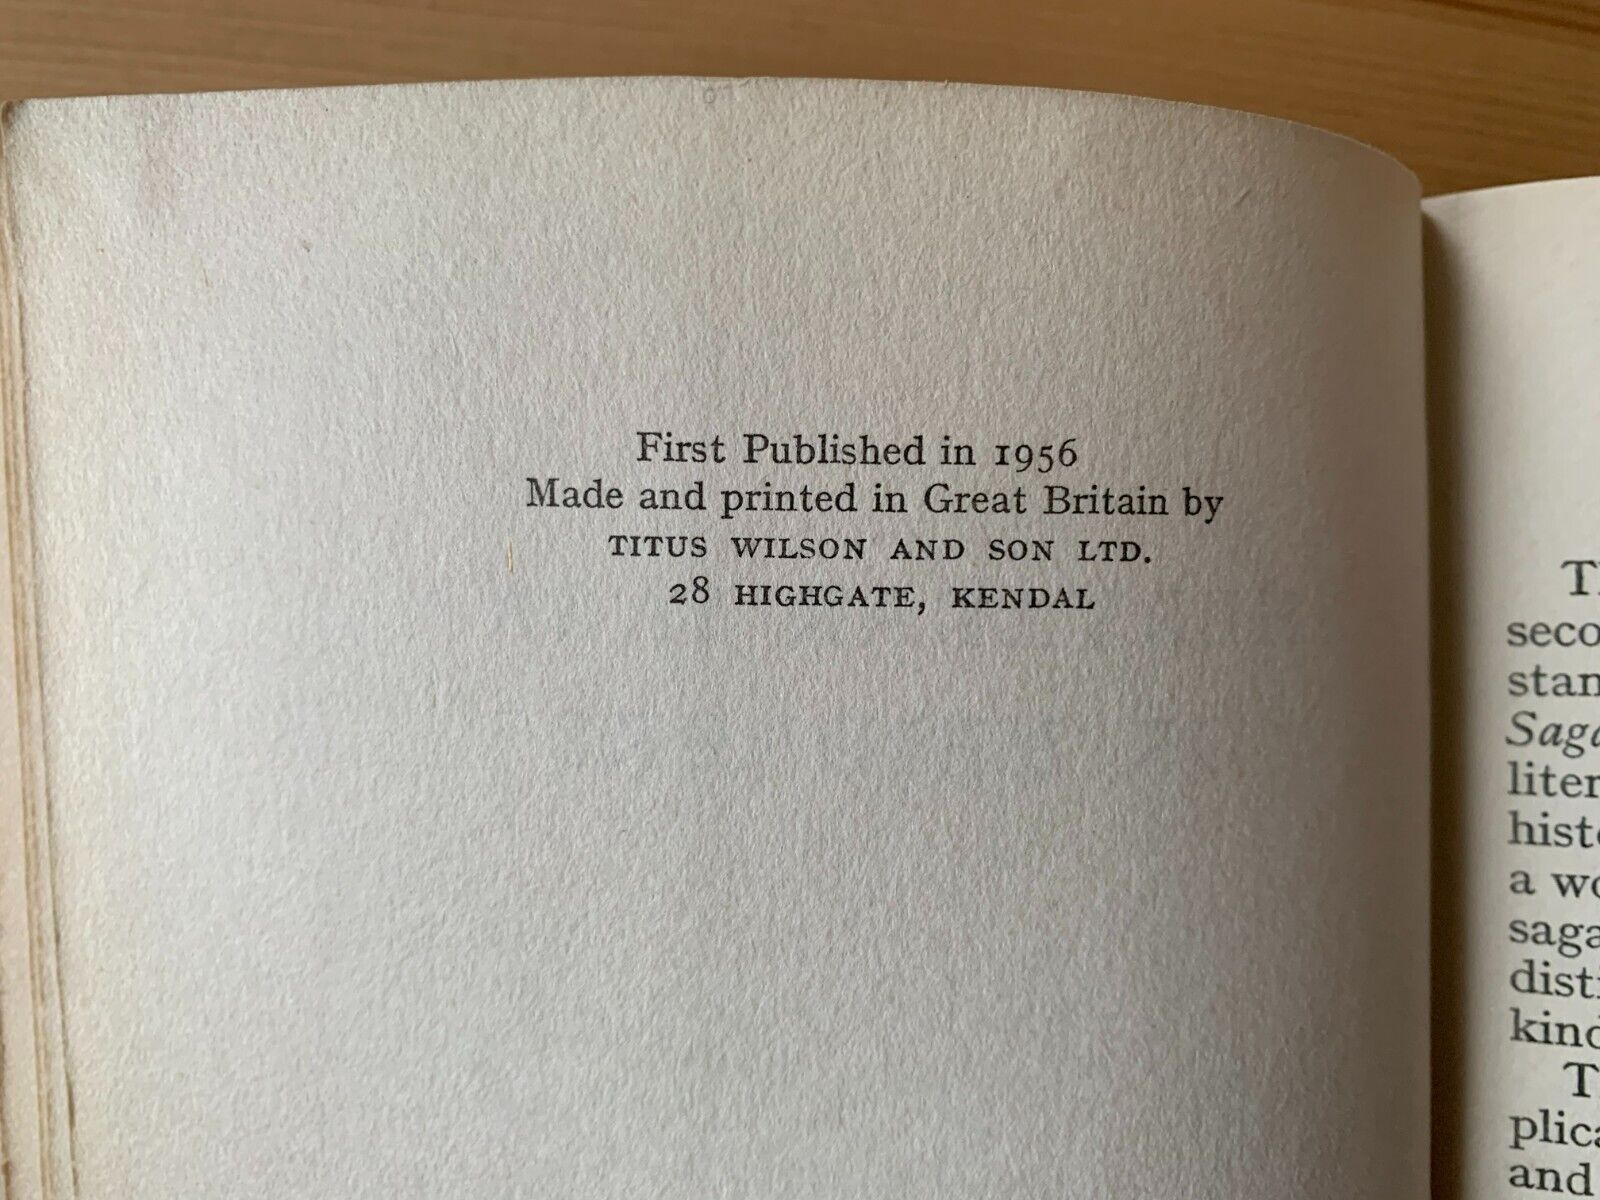 First Published in 1956
Made and printed in Great Britain by
TITUS WILSON AND SON LTD.
28 HIGHGATE, KENDAL
a
and